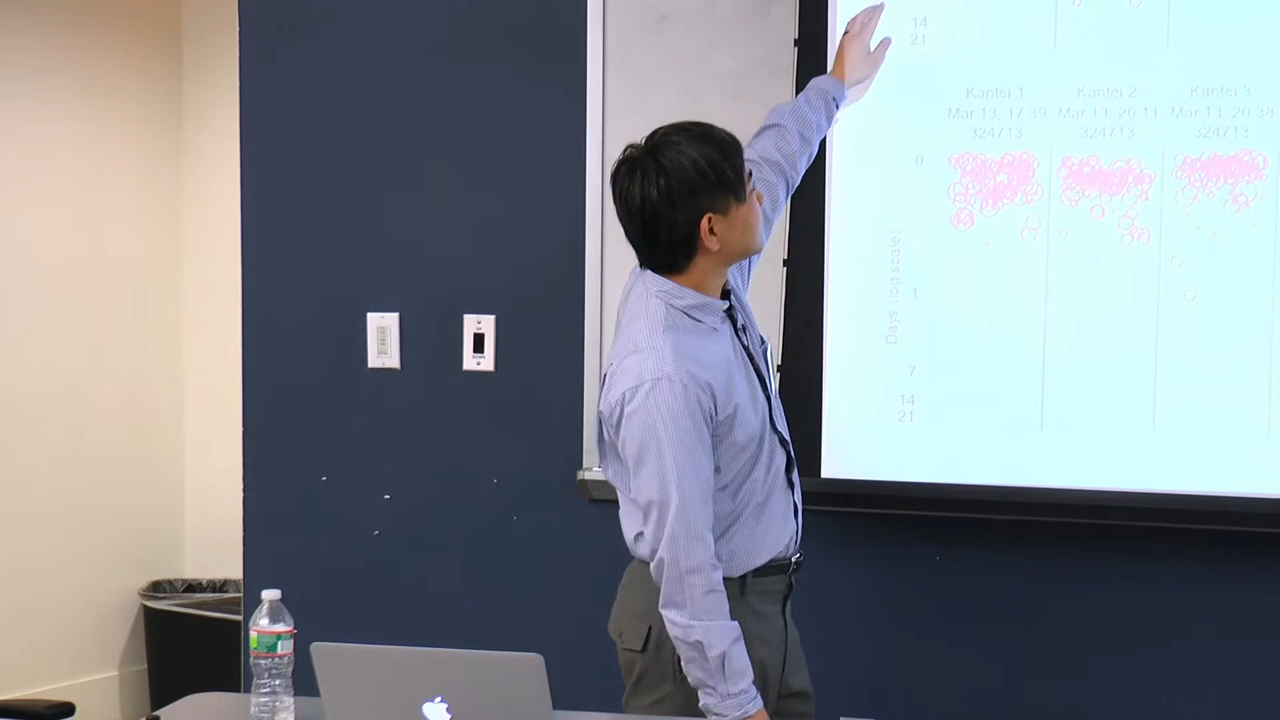 14
21
Kantei 1
Mar 13, 17:39
324713
Kantei 2
Mar 13, 20:11
324713
Kantei 3
Mar 13, 20:38
324713
0
Days (log scale)
1
7
14
21
UP
DOWN